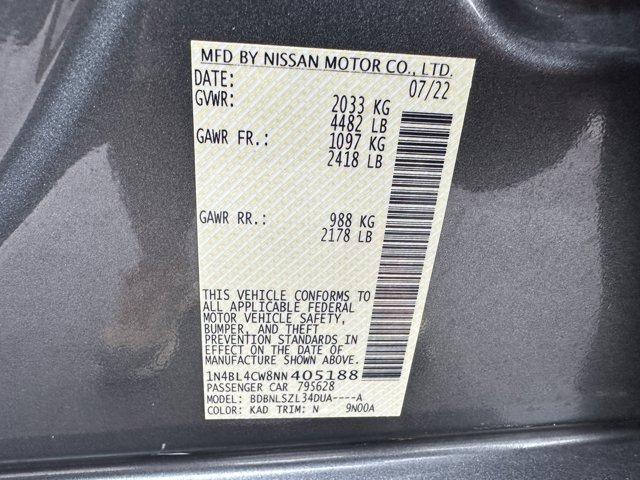 MFD BY NISSAN MOTOR CO., LTD.
DATE: 07/22
GVWR: 2033 KG
4482 LB
GAWR FR.: 1097 KG
2418 LB
GAWR RR.: 988 KG
2178 LB
THIS VEHICLE CONFORMS TO
ALL APPLICABLE FEDERAL
MOTOR VEHICLE SAFETY,
BUMPER, AND THEFT
PREVENTION STANDARDS IN
EFFECT ON THE DATE OF
MANUFACTURE SHOWN ABOVE.
1N4BL4CW8NN405188
PASSENGER CAR 795628
MODEL: BDBNLSZL34DUA----A
COLOR: KAD TRIM: N 9N00A